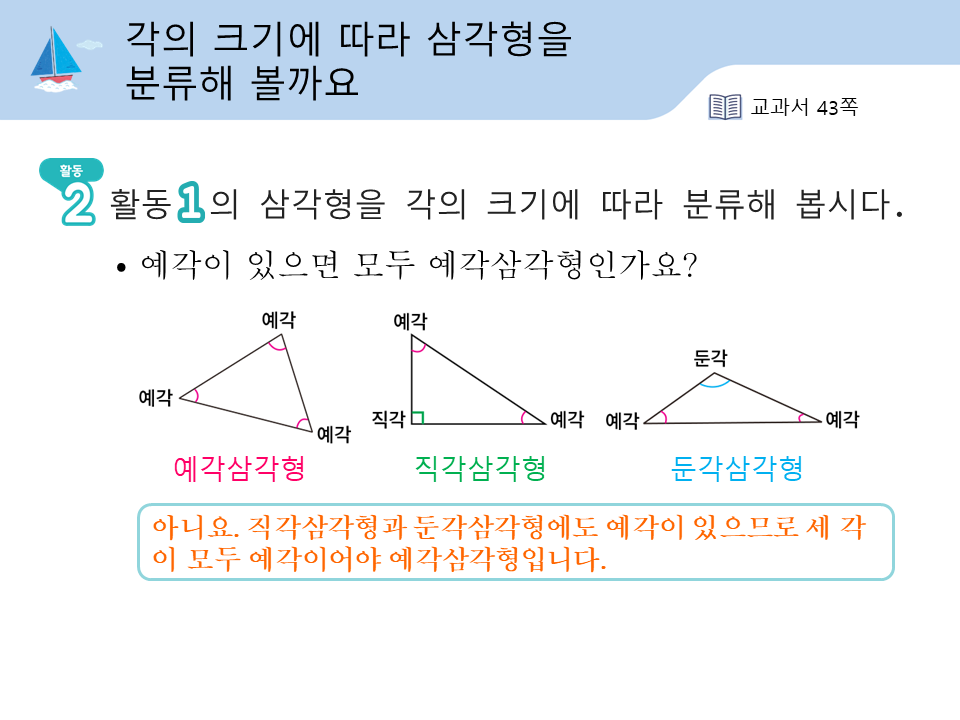 각의 크기에 따라 삼각형을
분류해 볼까요
교과서 43쪽
활동
2 활동 1의 삼각형을 각의 크기에 따라 분류해 봅시다.
• 예각이 있으면 모두 예각삼각형인가요?
예각
예각
예각
예각삼각형
예각
직각
예각
직각삼각형
둔각
예각
예각
둔각삼각형
아니요. 직각삼각형과 둔각삼각형에도 예각이 있으므로 세 각
이 모두 예각이어야 예각삼각형입니다.